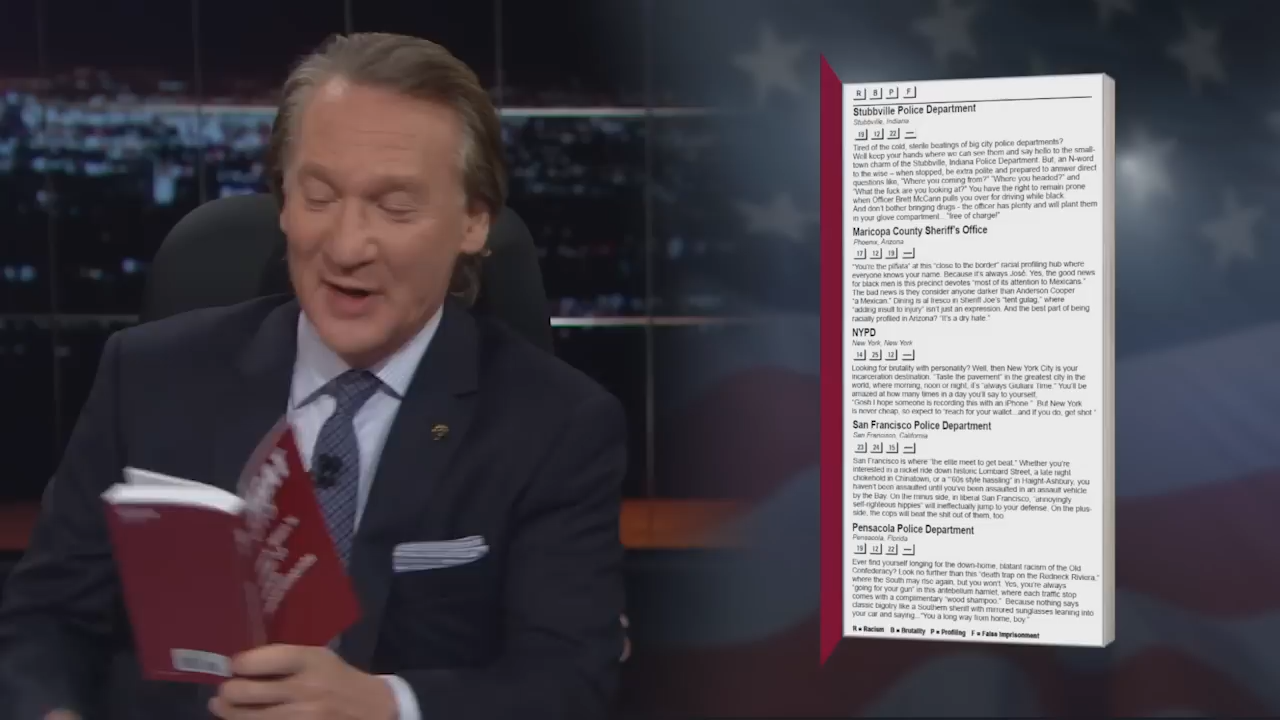 R B P F
Stubbville Police Department
Stubbville, Indiana
19 12 22 —
Tired of the cold, sterile beatings of big city police departments?
Well keep your hands where we can see them and say hello to the small-
town charm of the Stubbville, Indiana Police Department. But, an N-word
to the wise – when stopped, be extra polite and prepared to answer direct
questions like, "Where you coming from?" "Where you headed?" and
"What the fuck are you looking at?" You have the right to remain prone
when Officer Brett McCann pulls you over for driving while black.
And don't bother bringing drugs - the officer has plenty and will plant them
in your glove compartment..."free of charge!"
Maricopa County Sheriff's Office
Phoenix, Arizona
17 12 19 —
"You're the piñata" at this "close to the border" racial profiling hub where
everyone knows your name. Because it's always José. Yes, the good news
for black men is this precinct devotes "most of its attention to Mexicans."
The bad news is they consider anyone darker than Anderson Cooper
"a Mexican." Dining is al fresco in Sheriff Joe's "tent gulag," where
"adding insult to injury" isn't just an expression. And the best part of being
racially profiled in Arizona? "It's a dry hate."
NYPD
New York, New York
14 25 12 —
Looking for brutality with personality? Well, then New York City is your
incarceration destination. "Taste the pavement" in the greatest city in the
world, where morning, noon or night, it's "always Giuliani Time." You'll be
amazed at how many times in a day you'll say to yourself,
"Gosh I hope someone is recording this with an iPhone." But New York
is never cheap, so expect to "reach for your wallet...and if you do, get shot."
San Francisco Police Department
San Francisco, California
23 24 15 —
San Francisco is where "the elite meet to get beat." Whether you're
interested in a nickel ride down historic Lombard Street, a late night
chokehold in Chinatown, or a "'60s style hassling" in Haight-Ashbury, you
haven't been assaulted until you've been assaulted in an assault vehicle
by the Bay. On the minus side, in liberal San Francisco, "annoyingly
self-righteous hippies" will ineffectually jump to your defense. On the plus-
side, the cops will beat the shit out of them, too.
Pensacola Police Department
Pensacola, Florida
19 12 22 —
Ever find yourself longing for the down-home, blatant racism of the Old
Confederacy? Look no further than this "death trap on the Redneck Riviera,"
where the South may rise again, but you won't. Yes, you're always
"going for your gun" in this antebellum hamlet, where each traffic stop
comes with a complimentary "wood shampoo." Because nothing says
classic bigotry like a Southern sheriff with mirrored sunglasses leaning into
your car and saying..."You a long way from home, boy."
R = Racism B = Brutality P = Profiling F = False Imprisonment